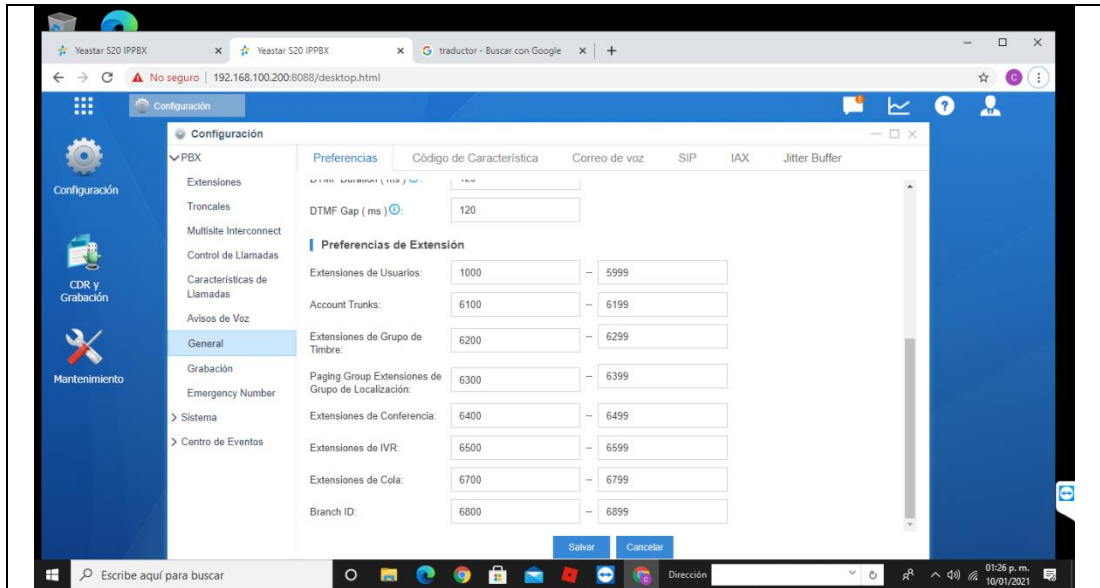 Yeastar S20 IPPBX
Yeastar S20 IPPBX
traductor - Buscar con Google
No seguro | 192.168.100.200:8088/desktop.html
C
Configuración
Configuración
PBX
Preferencias Código de Característica Correo de voz SIP IAX Jitter Buffer
Configuración
Extensiones
Troncales
Multisite Interconnect
Control de Llamadas
Características de
Llamadas
Avisos de Voz
General
Grabación
Emergency Number
Sistema
Centro de Eventos
CDR y
Grabación
Mantenimiento
DTMF Duration ( ms ) : 120
DTMF Gap ( ms ) : 120
Preferencias de Extensión
Extensiones de Usuarios: 1000 -- 5999
Account Trunks: 6100 -- 6199
Extensiones de Grupo de
Timbre: 6200 -- 6299
Paging Group Extensiones de
Grupo de Localización: 6300 -- 6399
Extensiones de Conferencia: 6400 -- 6499
Extensiones de IVR: 6500 -- 6599
Extensiones de Cola: 6700 -- 6799
Branch ID: 6800 -- 6899
Salvar Cancelar
Escribe aquí para buscar
Dirección
01:26 p. m.
10/01/2021